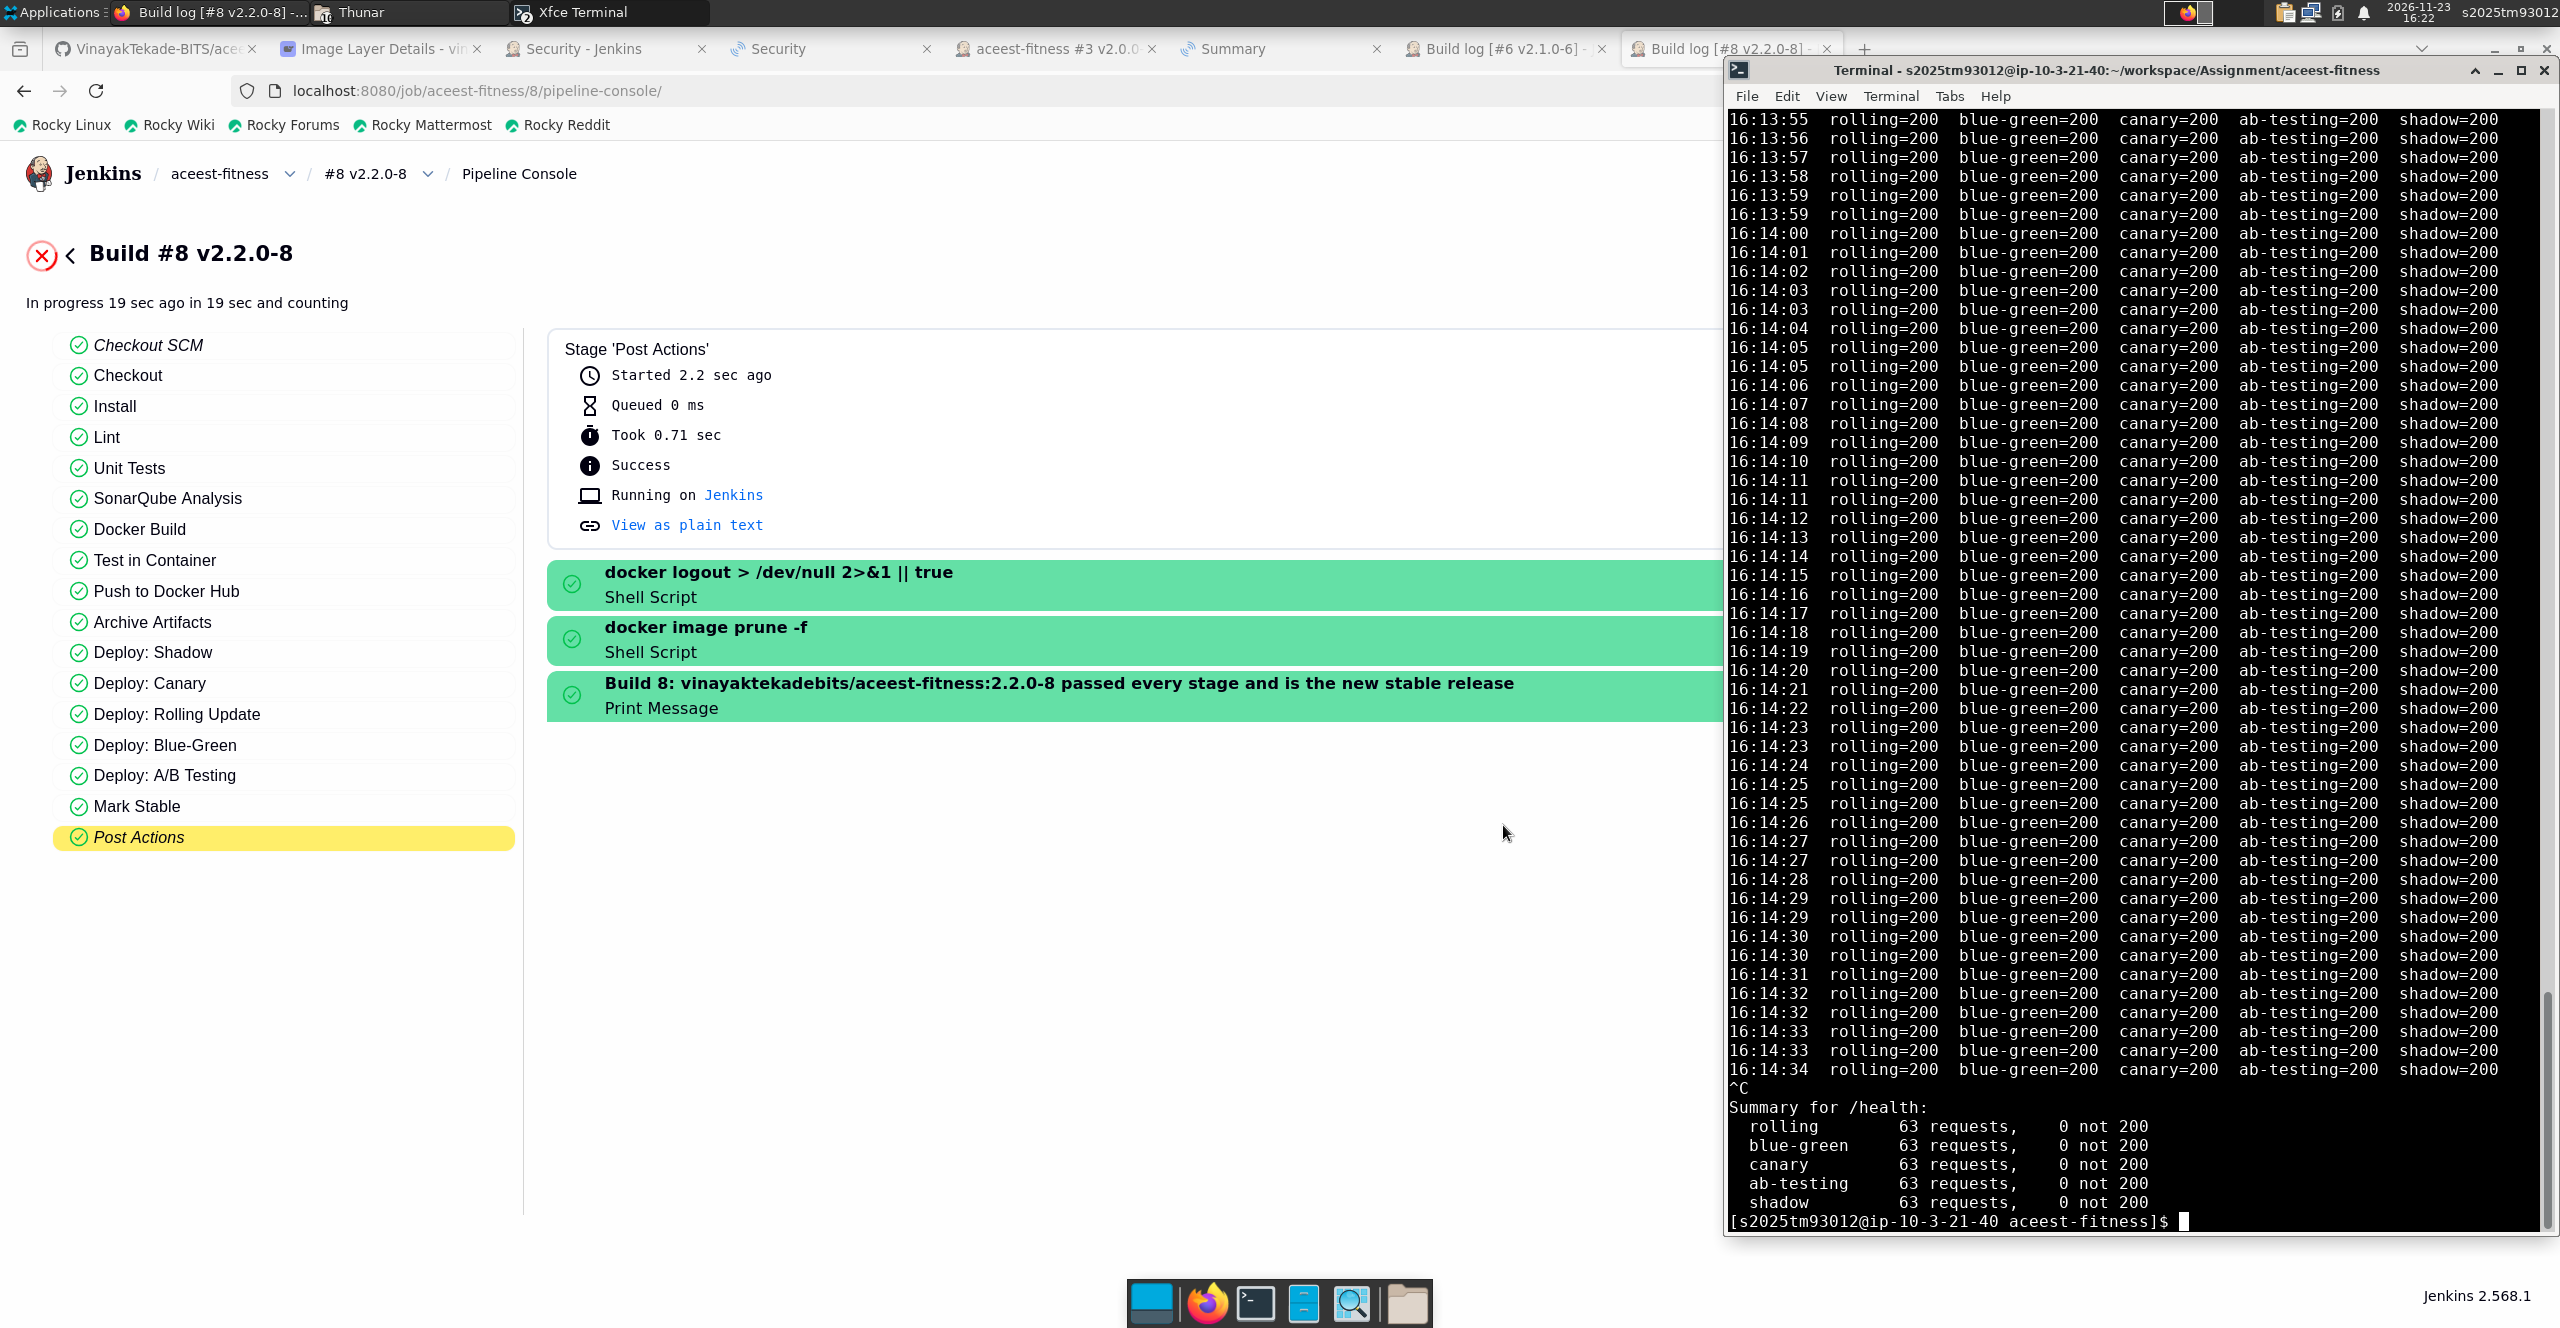 Applications
Build log [#8 v2.2.0-8] -...
Thunar
2 Xfce Terminal
2026-11-23
16:22
s2025tm93012
VinayakTekade-BITS/acee
Image Layer Details - vin
Security - Jenkins
Security
aceest-fitness #3 v2.0.0-
Summary
Build log [#6 v2.1.0-6] -
Build log [#8 v2.2.0-8] -
localhost:8080/job/aceest-fitness/8/pipeline-console/
Rocky Linux
Rocky Wiki
Rocky Forums
Rocky Mattermost
Rocky Reddit
Jenkins / aceest-fitness / #8 v2.2.0-8 / Pipeline Console
Build #8 v2.2.0-8
In progress 19 sec ago in 19 sec and counting
Checkout SCM
Checkout
Install
Lint
Unit Tests
SonarQube Analysis
Docker Build
Test in Container
Push to Docker Hub
Archive Artifacts
Deploy: Shadow
Deploy: Canary
Deploy: Rolling Update
Deploy: Blue-Green
Deploy: A/B Testing
Mark Stable
Post Actions
Stage 'Post Actions'
Started 2.2 sec ago
Queued 0 ms
Took 0.71 sec
Success
Running on Jenkins
View as plain text
docker logout > /dev/null 2>&1 || true
Shell Script
docker image prune -f
Shell Script
Build 8: vinayaktekadebits/aceest-fitness:2.2.0-8 passed every stage and is the new stable release
Print Message
Terminal - s2025tm93012@ip-10-3-21-40:~/workspace/Assignment/aceest-fitness
File Edit View Terminal Tabs Help
16:13:55 rolling=200 blue-green=200 canary=200 ab-testing=200 shadow=200
16:13:56 rolling=200 blue-green=200 canary=200 ab-testing=200 shadow=200
16:13:57 rolling=200 blue-green=200 canary=200 ab-testing=200 shadow=200
16:13:58 rolling=200 blue-green=200 canary=200 ab-testing=200 shadow=200
16:13:59 rolling=200 blue-green=200 canary=200 ab-testing=200 shadow=200
16:13:59 rolling=200 blue-green=200 canary=200 ab-testing=200 shadow=200
16:14:00 rolling=200 blue-green=200 canary=200 ab-testing=200 shadow=200
16:14:01 rolling=200 blue-green=200 canary=200 ab-testing=200 shadow=200
16:14:02 rolling=200 blue-green=200 canary=200 ab-testing=200 shadow=200
16:14:03 rolling=200 blue-green=200 canary=200 ab-testing=200 shadow=200
16:14:03 rolling=200 blue-green=200 canary=200 ab-testing=200 shadow=200
16:14:04 rolling=200 blue-green=200 canary=200 ab-testing=200 shadow=200
16:14:05 rolling=200 blue-green=200 canary=200 ab-testing=200 shadow=200
16:14:05 rolling=200 blue-green=200 canary=200 ab-testing=200 shadow=200
16:14:06 rolling=200 blue-green=200 canary=200 ab-testing=200 shadow=200
16:14:07 rolling=200 blue-green=200 canary=200 ab-testing=200 shadow=200
16:14:08 rolling=200 blue-green=200 canary=200 ab-testing=200 shadow=200
16:14:09 rolling=200 blue-green=200 canary=200 ab-testing=200 shadow=200
16:14:10 rolling=200 blue-green=200 canary=200 ab-testing=200 shadow=200
16:14:11 rolling=200 blue-green=200 canary=200 ab-testing=200 shadow=200
16:14:11 rolling=200 blue-green=200 canary=200 ab-testing=200 shadow=200
16:14:12 rolling=200 blue-green=200 canary=200 ab-testing=200 shadow=200
16:14:13 rolling=200 blue-green=200 canary=200 ab-testing=200 shadow=200
16:14:14 rolling=200 blue-green=200 canary=200 ab-testing=200 shadow=200
16:14:15 rolling=200 blue-green=200 canary=200 ab-testing=200 shadow=200
16:14:16 rolling=200 blue-green=200 canary=200 ab-testing=200 shadow=200
16:14:17 rolling=200 blue-green=200 canary=200 ab-testing=200 shadow=200
16:14:18 rolling=200 blue-green=200 canary=200 ab-testing=200 shadow=200
16:14:19 rolling=200 blue-green=200 canary=200 ab-testing=200 shadow=200
16:14:20 rolling=200 blue-green=200 canary=200 ab-testing=200 shadow=200
16:14:21 rolling=200 blue-green=200 canary=200 ab-testing=200 shadow=200
16:14:22 rolling=200 blue-green=200 canary=200 ab-testing=200 shadow=200
16:14:23 rolling=200 blue-green=200 canary=200 ab-testing=200 shadow=200
16:14:23 rolling=200 blue-green=200 canary=200 ab-testing=200 shadow=200
16:14:24 rolling=200 blue-green=200 canary=200 ab-testing=200 shadow=200
16:14:25 rolling=200 blue-green=200 canary=200 ab-testing=200 shadow=200
16:14:25 rolling=200 blue-green=200 canary=200 ab-testing=200 shadow=200
16:14:26 rolling=200 blue-green=200 canary=200 ab-testing=200 shadow=200
16:14:27 rolling=200 blue-green=200 canary=200 ab-testing=200 shadow=200
16:14:27 rolling=200 blue-green=200 canary=200 ab-testing=200 shadow=200
16:14:28 rolling=200 blue-green=200 canary=200 ab-testing=200 shadow=200
16:14:29 rolling=200 blue-green=200 canary=200 ab-testing=200 shadow=200
16:14:29 rolling=200 blue-green=200 canary=200 ab-testing=200 shadow=200
16:14:30 rolling=200 blue-green=200 canary=200 ab-testing=200 shadow=200
16:14:30 rolling=200 blue-green=200 canary=200 ab-testing=200 shadow=200
16:14:31 rolling=200 blue-green=200 canary=200 ab-testing=200 shadow=200
16:14:32 rolling=200 blue-green=200 canary=200 ab-testing=200 shadow=200
16:14:32 rolling=200 blue-green=200 canary=200 ab-testing=200 shadow=200
16:14:33 rolling=200 blue-green=200 canary=200 ab-testing=200 shadow=200
16:14:33 rolling=200 blue-green=200 canary=200 ab-testing=200 shadow=200
16:14:34 rolling=200 blue-green=200 canary=200 ab-testing=200 shadow=200
^C
Summary for /health:
rolling 63 requests, 0 not 200
blue-green 63 requests, 0 not 200
canary 63 requests, 0 not 200
ab-testing 63 requests, 0 not 200
shadow 63 requests, 0 not 200
[s2025tm93012@ip-10-3-21-40 aceest-fitness]$
Jenkins 2.568.1